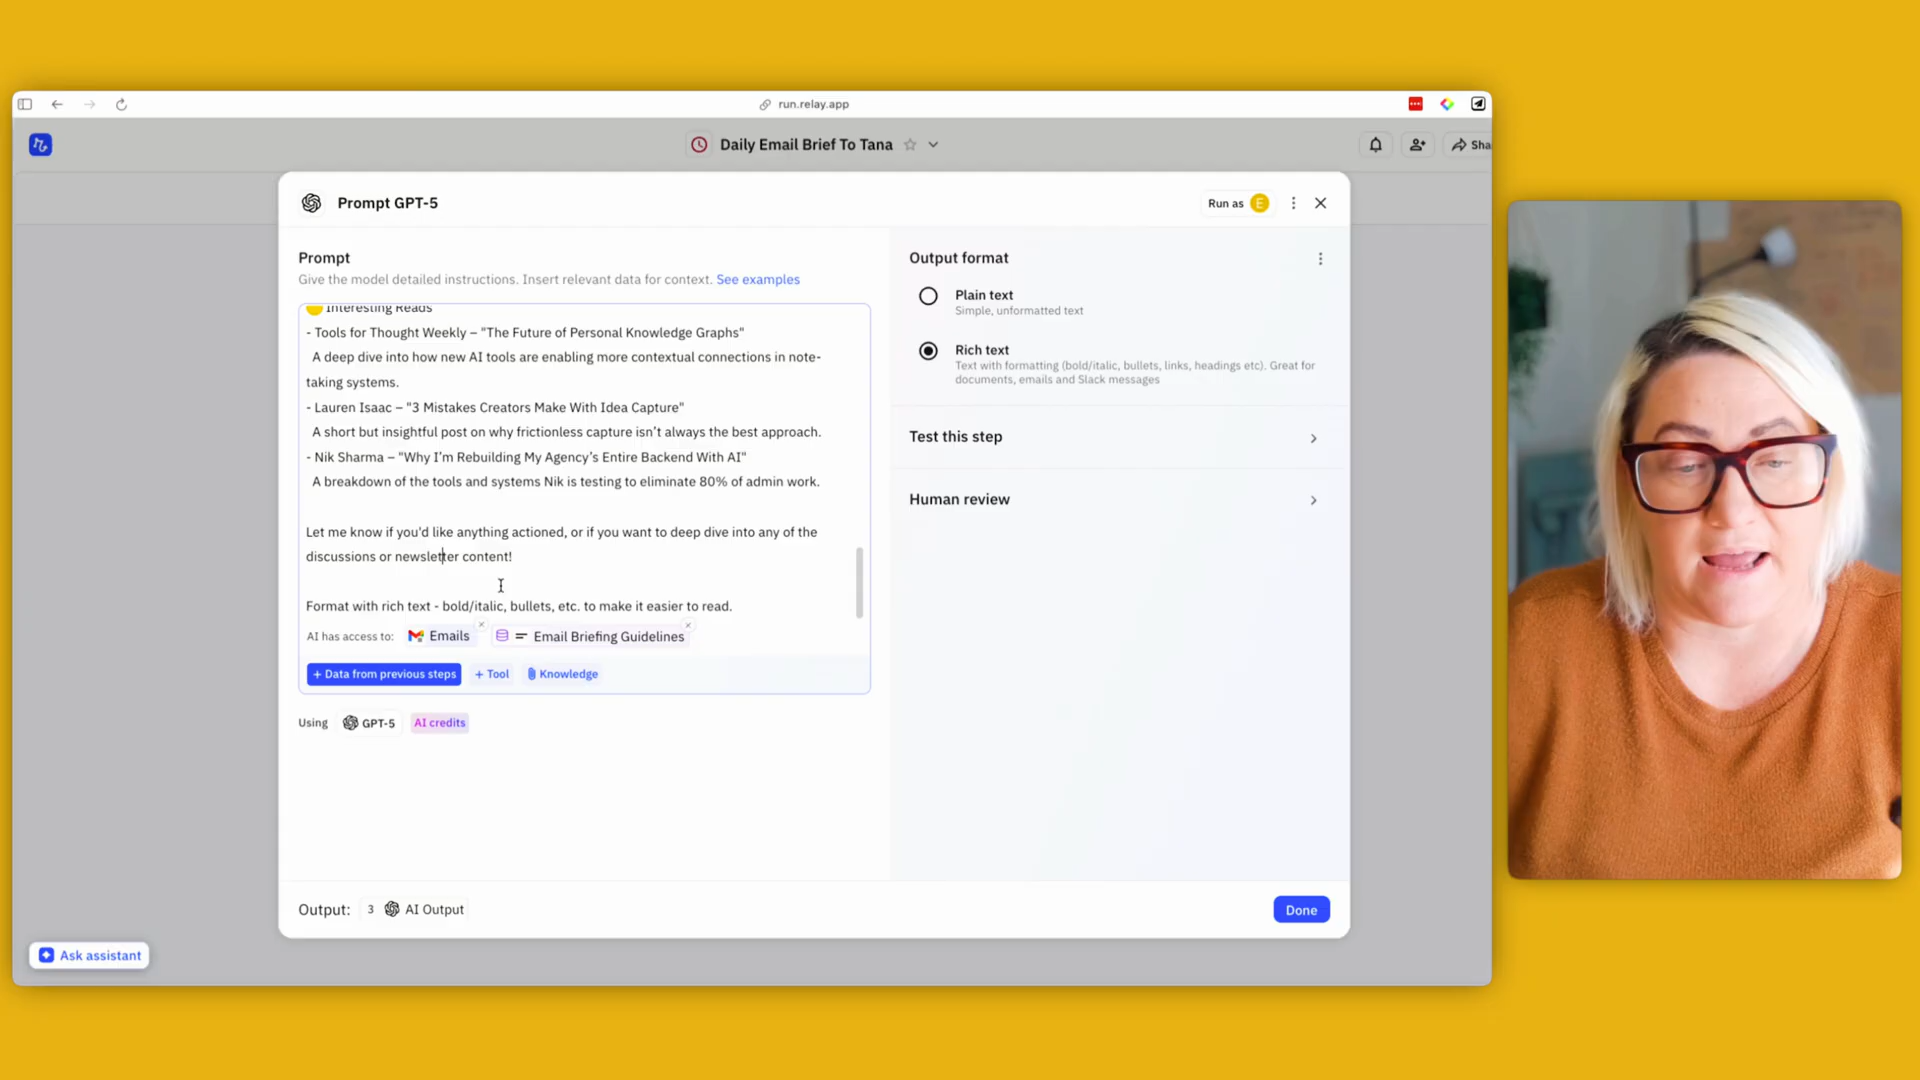 run.relay.app
Daily Email Brief To Tana
Sha
Prompt GPT-5
Run as E
Prompt
Give the model detailed instructions. Insert relevant data for context. See examples
Interesting Reads
- Tools for Thought Weekly – "The Future of Personal Knowledge Graphs"
A deep dive into how new AI tools are enabling more contextual connections in note-
taking systems.
- Lauren Isaac – "3 Mistakes Creators Make With Idea Capture"
A short but insightful post on why frictionless capture isn’t always the best approach.
- Nik Sharma – "Why I’m Rebuilding My Agency’s Entire Backend With AI"
A breakdown of the tools and systems Nik is testing to eliminate 80% of admin work.
Let me know if you'd like anything actioned, or if you want to deep dive into any of the
discussions or newsletter content!
Format with rich text - bold/italic, bullets, etc. to make it easier to read.
AI has access to: Emails Email Briefing Guidelines
+ Data from previous steps + Tool Knowledge
Using GPT-5 AI credits
Output format
Plain text
Simple, unformatted text
Rich text
Text with formatting (bold/italic, bullets, links, headings etc). Great for
documents, emails and Slack messages
Test this step
Human review
Output: 3 AI Output
Done
Ask assistant